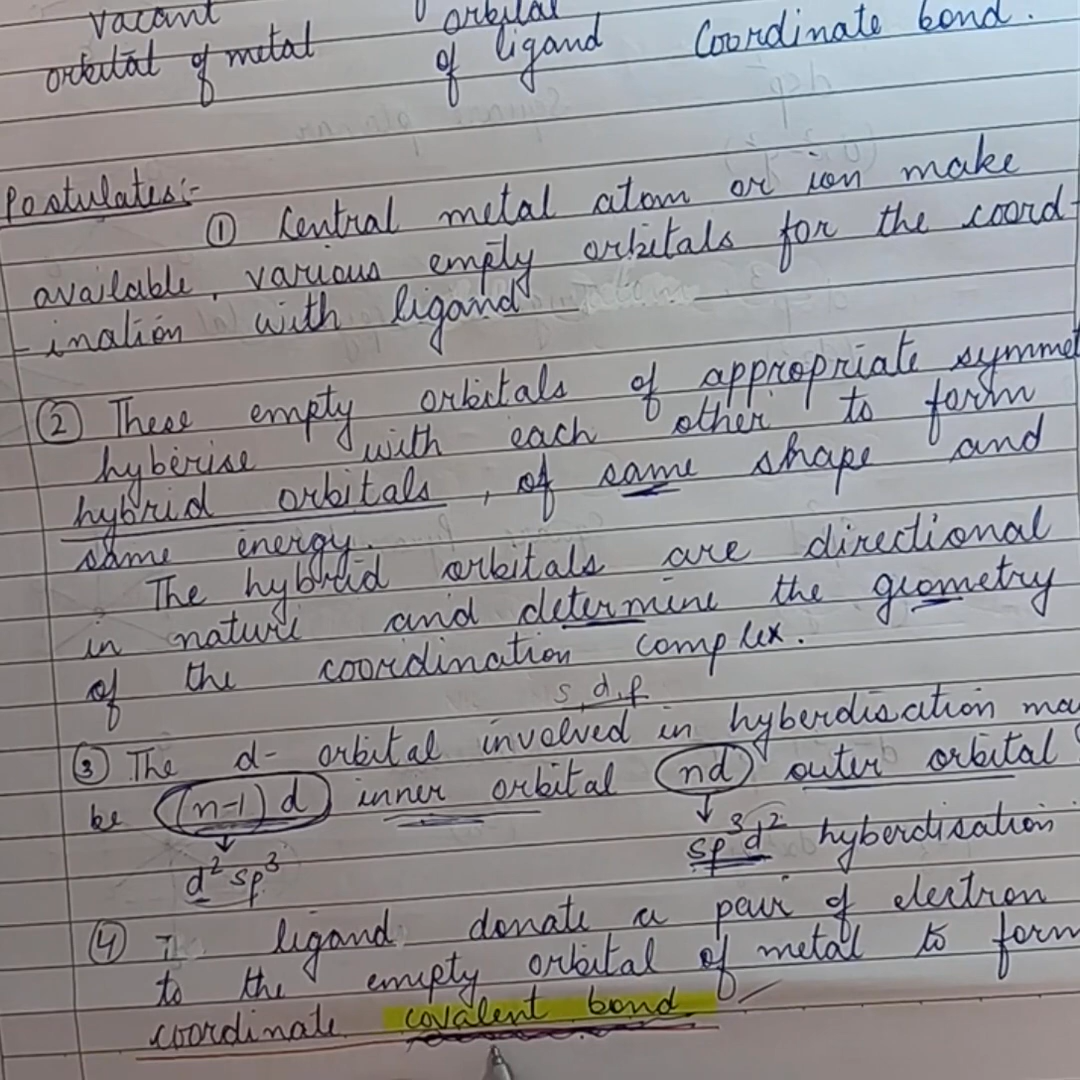 vacant orbital
orbital of metal of ligand Coordinate bond.
Postulates:-
① Central metal atom or ion make
available various empty orbitals for the coord-
-ination with ligand
② These empty orbitals of appropriate symmet
hyberise with each other to form
hybrid orbitals, of same shape and
same energy.
The hybrid orbitals are directional
in nature and determine the geometry
of the coordination complex.
s, d, p
③ The d- orbital involved in hyberdisation ma
be (n-1) d inner orbital nd outer orbital
↓ ↓
d² sp³ sp³d² hyberdisation
④ ligand donate a pair of electron
to the empty orbital of metal to form
coordinate covalent bond